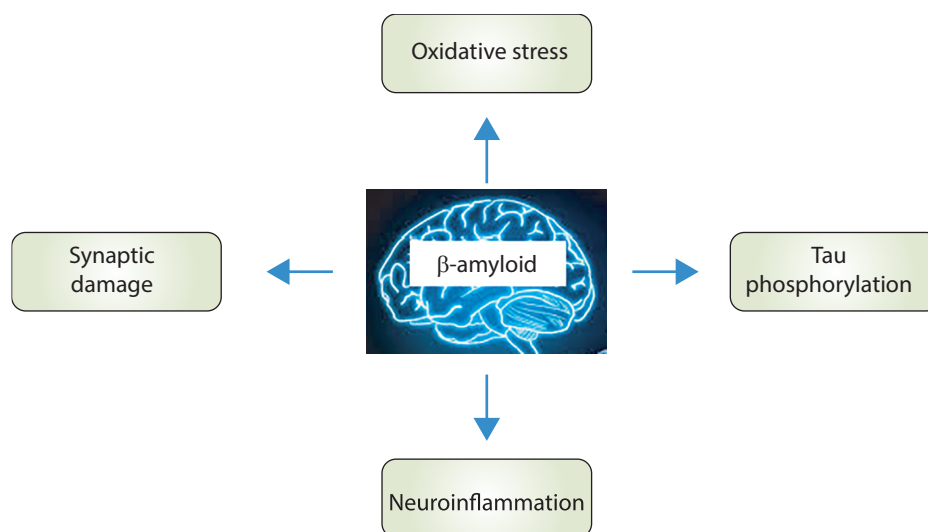 Oxidative stress
Synaptic
damage
β-amyloid
Tau
phosphorylation
Neuroinflammation